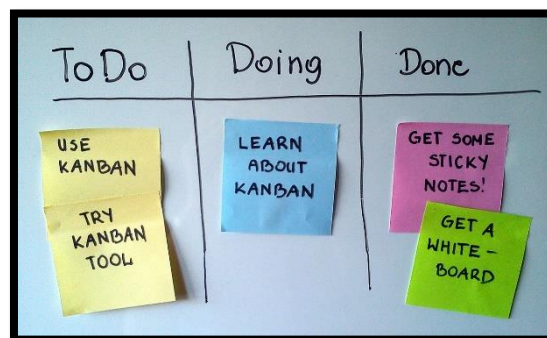 To Do
Doing
Done
USE
KANBAN
TRY
KANBAN
TOOL
LEARN
ABOUT
KANBAN
GET SOME
STICKY
NOTES!
GET A
WHITE-
BOARD